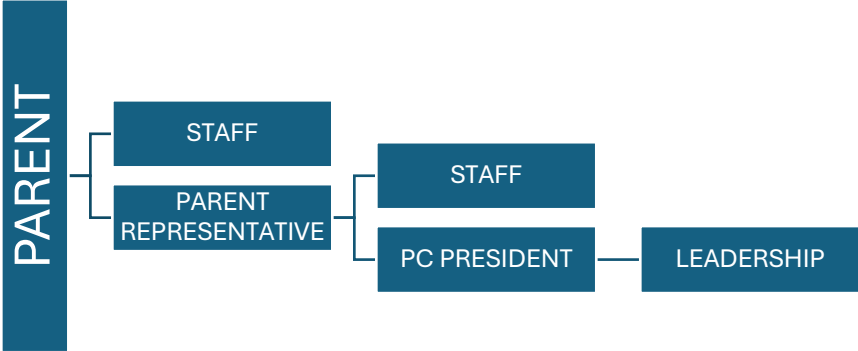 PARENT
STAFF
PARENT
REPRESENTATIVE
STAFF
PC PRESIDENT
LEADERSHIP